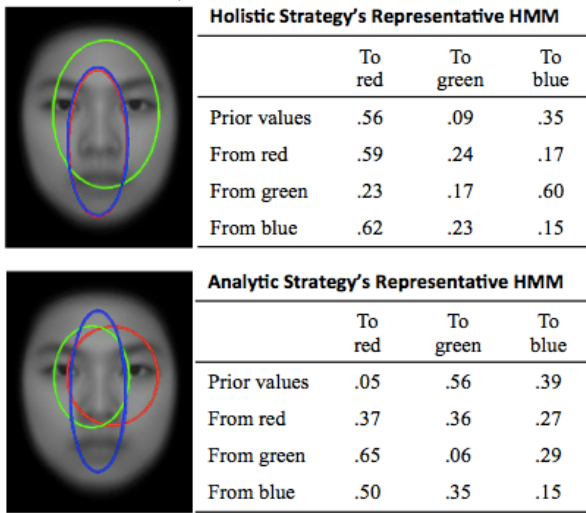 Holistic Strategy's Representative HMM
To red To green To blue
Prior values .56 .09 .35
From red .59 .24 .17
From green .23 .17 .60
From blue .62 .23 .15
Analytic Strategy's Representative HMM
To red To green To blue
Prior values .05 .56 .39
From red .37 .36 .27
From green .65 .06 .29
From blue .50 .35 .15